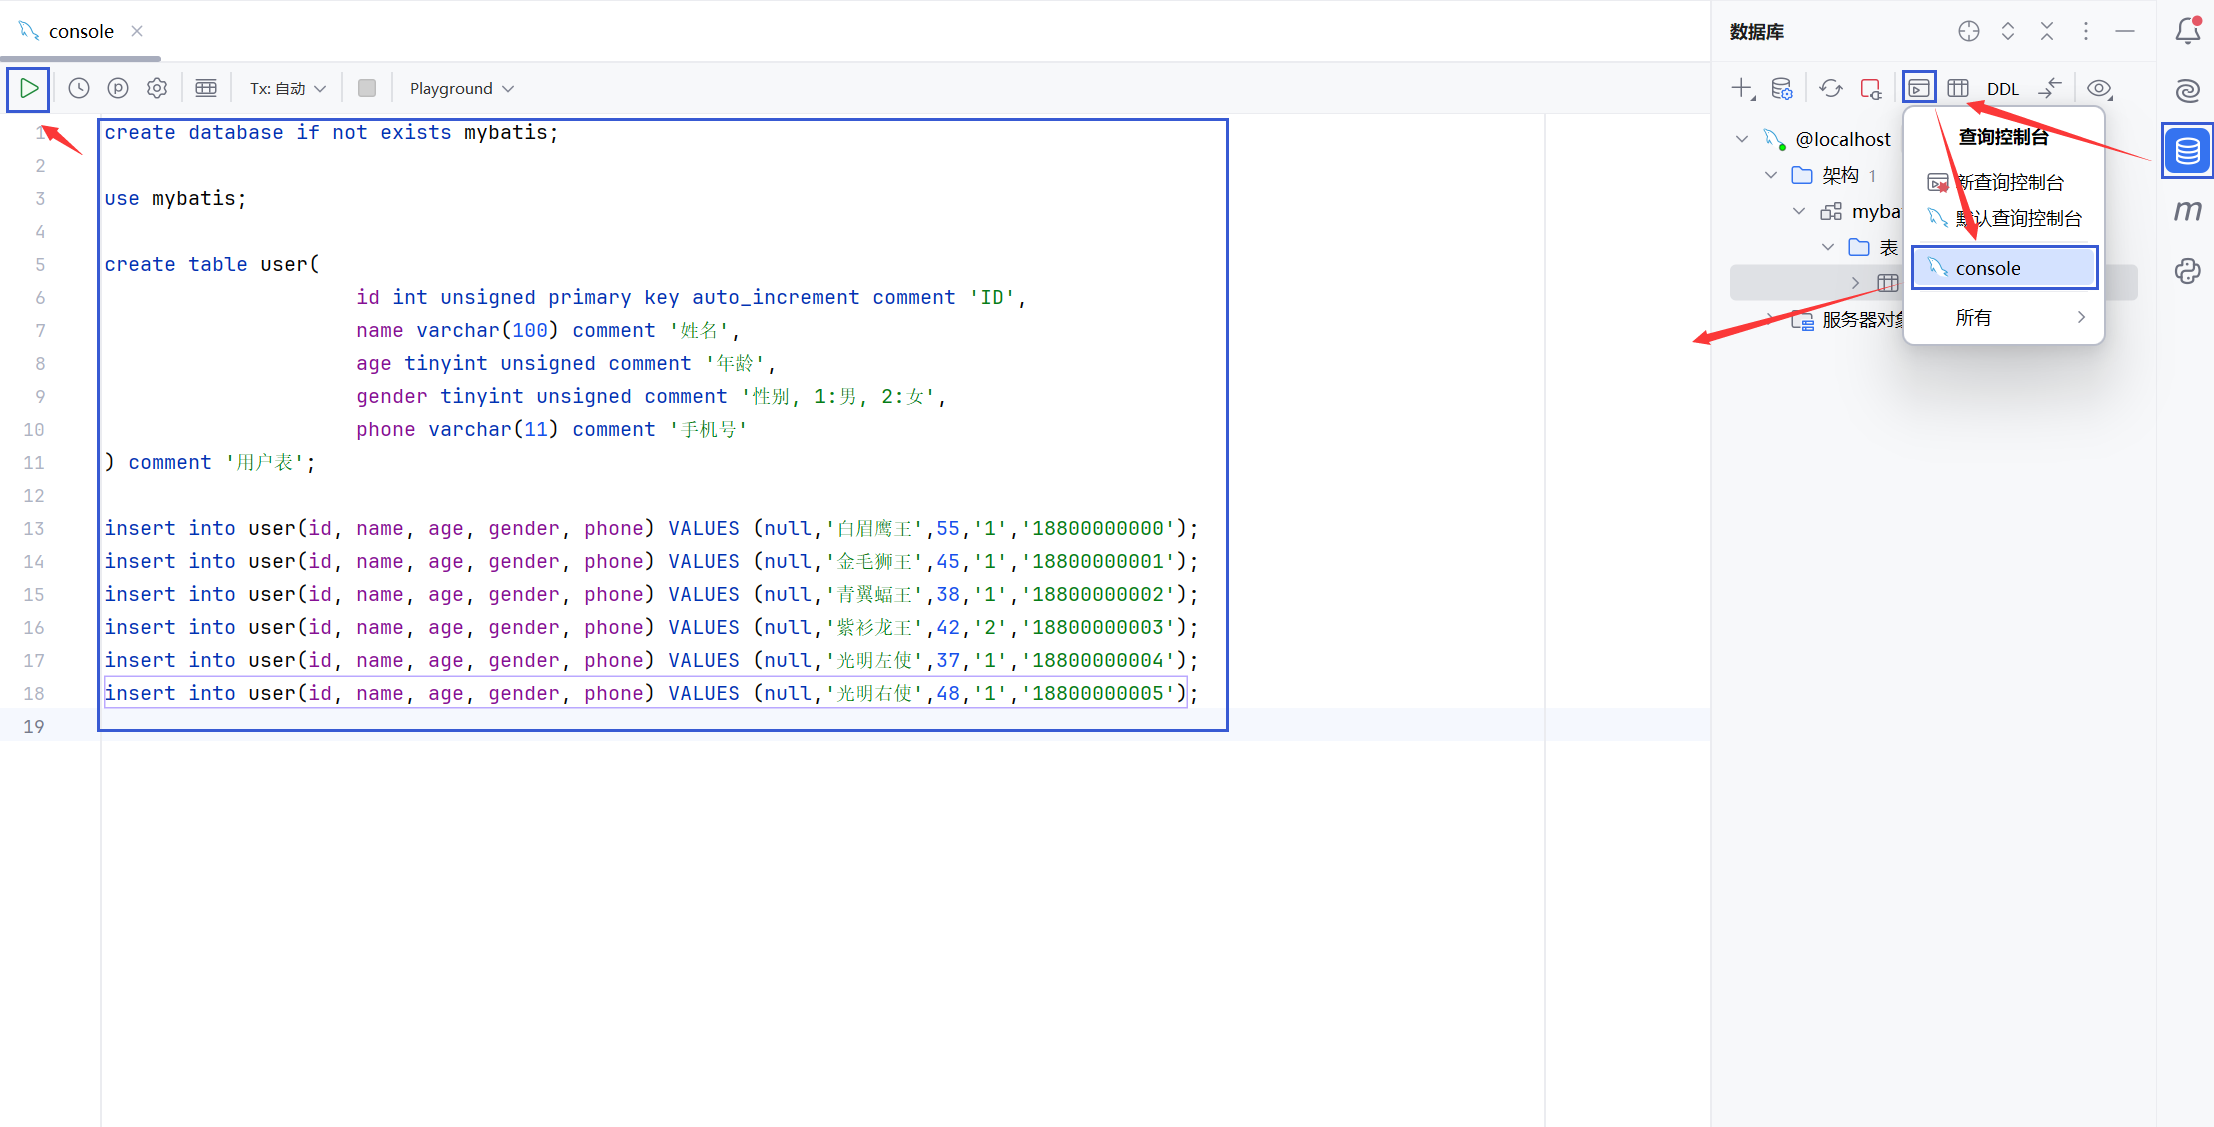 console
Tx: 自动
Playground
1 create database if not exists mybatis;
2
3 use mybatis;
4
5 create table user(
6 id int unsigned primary key auto_increment comment 'ID',
7 name varchar(100) comment '姓名',
8 age tinyint unsigned comment '年龄',
9 gender tinyint unsigned comment '性别, 1:男, 2:女',
10 phone varchar(11) comment '手机号'
11 ) comment '用户表';
12
13 insert into user(id, name, age, gender, phone) VALUES (null,'白眉鹰王',55,'1','18800000000');
14 insert into user(id, name, age, gender, phone) VALUES (null,'金毛狮王',45,'1','18800000001');
15 insert into user(id, name, age, gender, phone) VALUES (null,'青翼蝠王',38,'1','18800000002');
16 insert into user(id, name, age, gender, phone) VALUES (null,'紫衫龙王',42,'2','18800000003');
17 insert into user(id, name, age, gender, phone) VALUES (null,'光明左使',37,'1','18800000004');
18 insert into user(id, name, age, gender, phone) VALUES (null,'光明右使',48,'1','18800000005');
19
数据库
DDL
@localhost
架构 1
myba
表
服务器对象
查询控制台
新查询控制台
默认查询控制台
console
所有
m